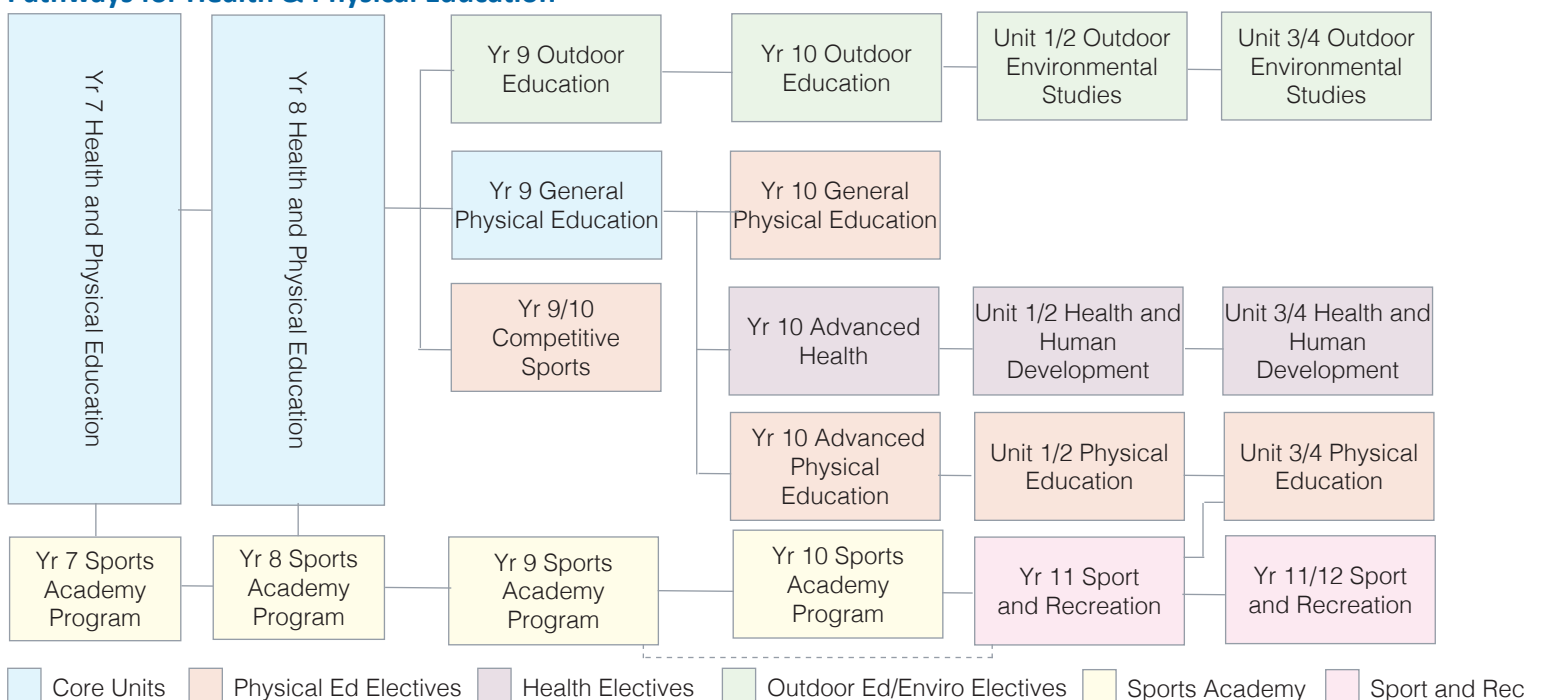 Pathways for Health & Physical Education
Yr 7 Health and Physical Education
Yr 8 Health and Physical Education
Yr 9 Outdoor
Education
Yr 10 Outdoor
Education
Unit 1/2 Outdoor
Environmental
Studies
Unit 3/4 Outdoor
Environmental
Studies
Yr 9 General
Physical Education
Yr 10 General
Physical Education
Yr 9/10
Competitive
Sports
Yr 10 Advanced
Health
Unit 1/2 Health and
Human
Development
Unit 3/4 Health and
Human
Development
Yr 10 Advanced
Physical
Education
Unit 1/2 Physical
Education
Unit 3/4 Physical
Education
Yr 7 Sports
Academy
Program
Yr 8 Sports
Academy
Program
Yr 9 Sports
Academy
Program
Yr 10 Sports
Academy
Program
Yr 11 Sport
and Recreation
Yr 11/12 Sport
and Recreation
Core Units
Physical Ed Electives
Health Electives
Outdoor Ed/Enviro Electives
Sports Academy
Sport and Rec